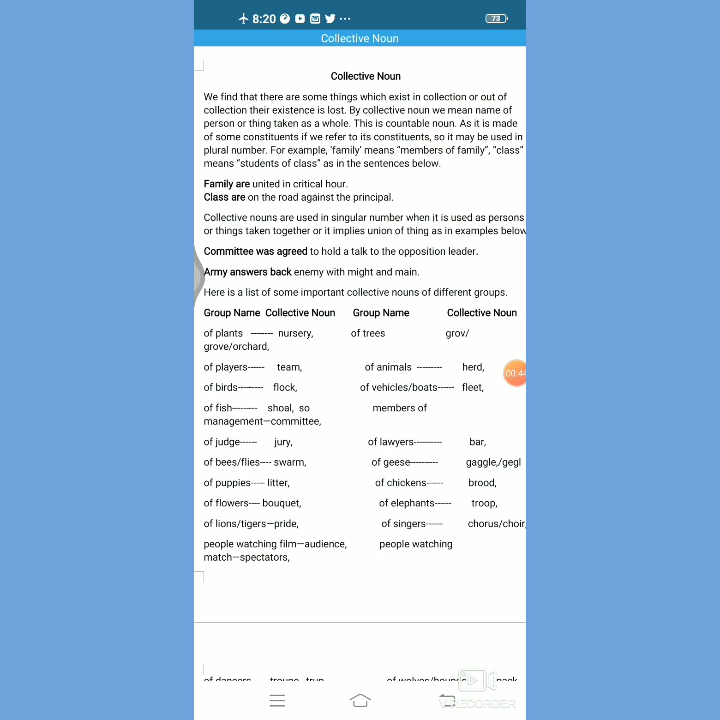 8:20
73
Collective Noun
Collective Noun
We find that there are some things which exist in collection or out of
collection their existence is lost. By collective noun we mean name of
person or thing taken as a whole. This is countable noun. As it is made
of some constituents if we refer to its constituents, so it may be used in
plural number. For example, ‘family’ means “members of family”, “class”
means “students of class” as in the sentences below.
Family are united in critical hour.
Class are on the road against the principal.
Collective nouns are used in singular number when it is used as persons
or things taken together or it implies union of thing as in examples below
Committee was agreed to hold a talk to the opposition leader.
Army answers back enemy with might and main.
Here is a list of some important collective nouns of different groups.
Group Name Collective Noun Group Name Collective Noun
of plants -------- nursery, of trees grov/
grove/orchard,
of players------ team, of animals --------- herd,
of birds--------- flock, of vehicles/boats------ fleet,
00:44
of fish--------- shoal, so members of
management—committee,
of judge------ jury, of lawyers---------- bar,
of bees/flies---- swarm, of geese---------- gaggle,/gegl
of puppies----- litter, of chickens------ brood,
of flowers---- bouquet, of elephants------ troop,
of lions/tigers—pride, of singers------ chorus/choir,
people watching film—audience, people watching
match—spectators,
of dancers troupe trup of wolves/hounds pack
RECORDER